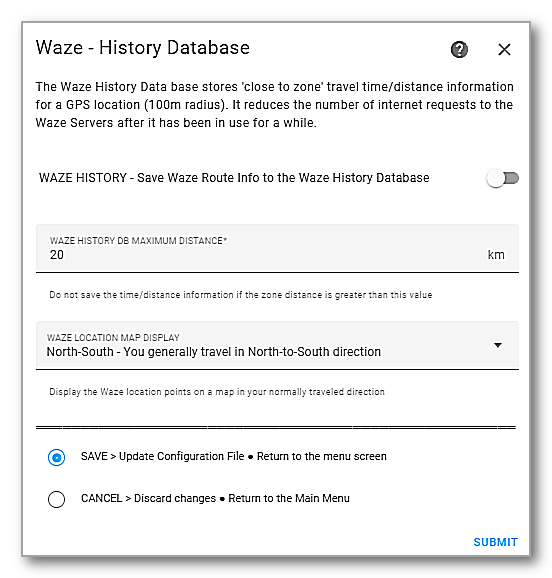 Waze - History Database
The Waze History Data base stores 'close to zone' travel time/distance information
for a GPS location (100m radius). It reduces the number of internet requests to the
Waze Servers after it has been in use for a while.
WAZE HISTORY - Save Waze Route Info to the Waze History Database
WAZE HISTORY DB MAXIMUM DISTANCE*
20 km
Do not save the time/distance information if the zone distance is greater than this value
WAZE LOCATION MAP DISPLAY
North-South - You generally travel in North-to-South direction
Display the Waze location points on a map in your normally traveled direction
SAVE > Update Configuration File ● Return to the menu screen
CANCEL > Discard changes ● Return to the Main Menu
SUBMIT